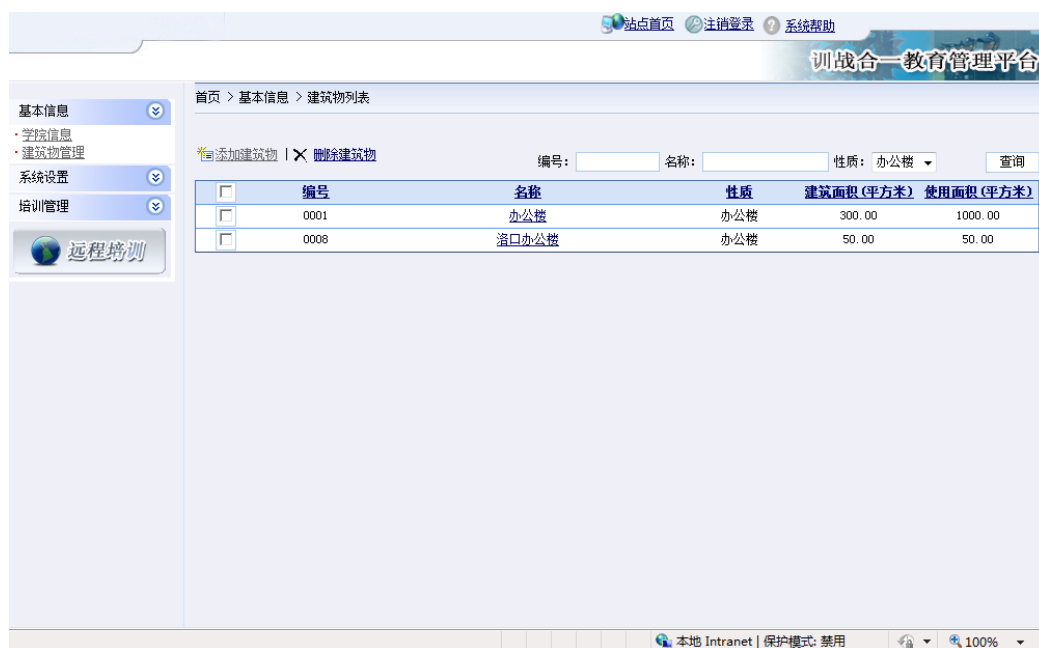 站点首页 注销登录 系统帮助
训战合一教育管理平台
首页 > 基本信息 > 建筑物列表
基本信息
·学院信息
·建筑物管理
系统设置
培训管理
远程培训
添加建筑物 | 删除建筑物 编号: 名称: 性质: 办公楼 查询
编号 名称 性质 建筑面积(平方米) 使用面积(平方米)
0001 办公楼 办公楼 300.00 1000.00
0008 洛口办公楼 办公楼 50.00 50.00
本地 Intranet | 保护模式: 禁用 100%